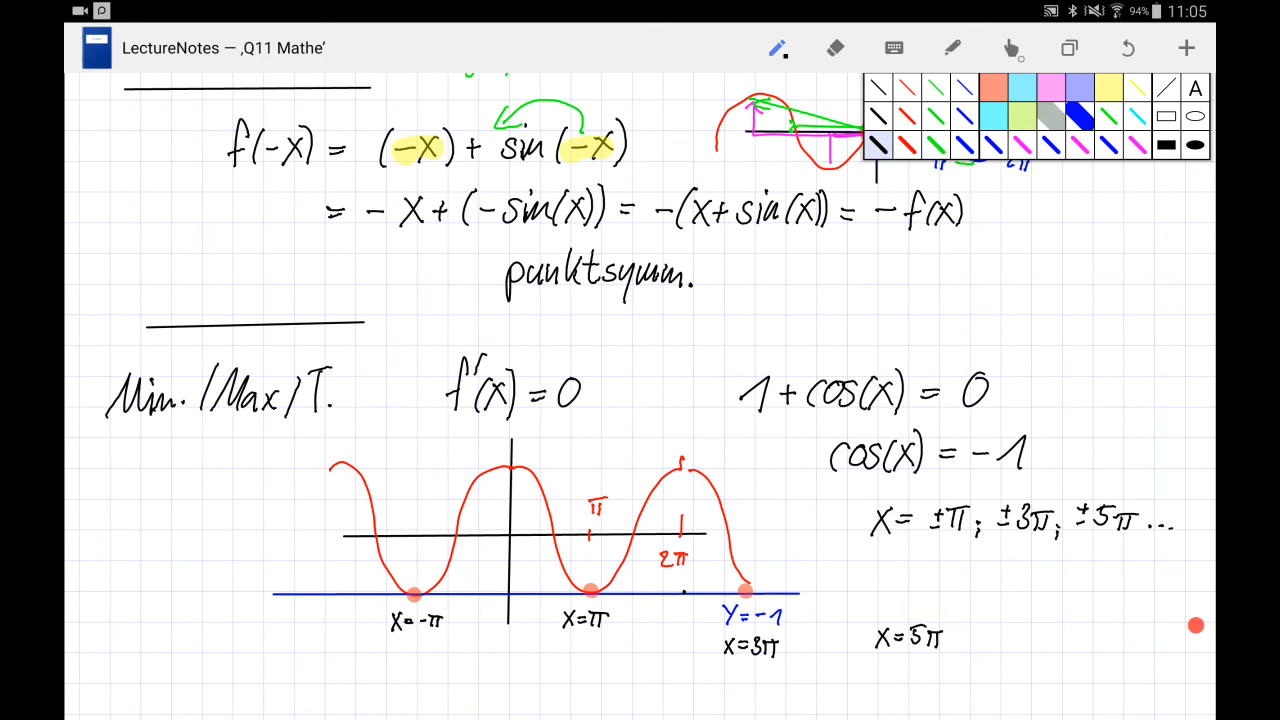 94% 11:05
LectureNotes — ‚Q11 Mathe'
A
f(-x) = (-x) + sin(-x)
π 2π
= - x + (-sin(x)) = -(x+sin(x)) = - f(x)
punktsymm.
Min./Max/T. f'(x) = 0 1 + cos(x) = 0
cos(x) = -1
x = ±π; ±3π; ±5π ...
π
2π
x=-π x=π y=-1
x=3π x=5π